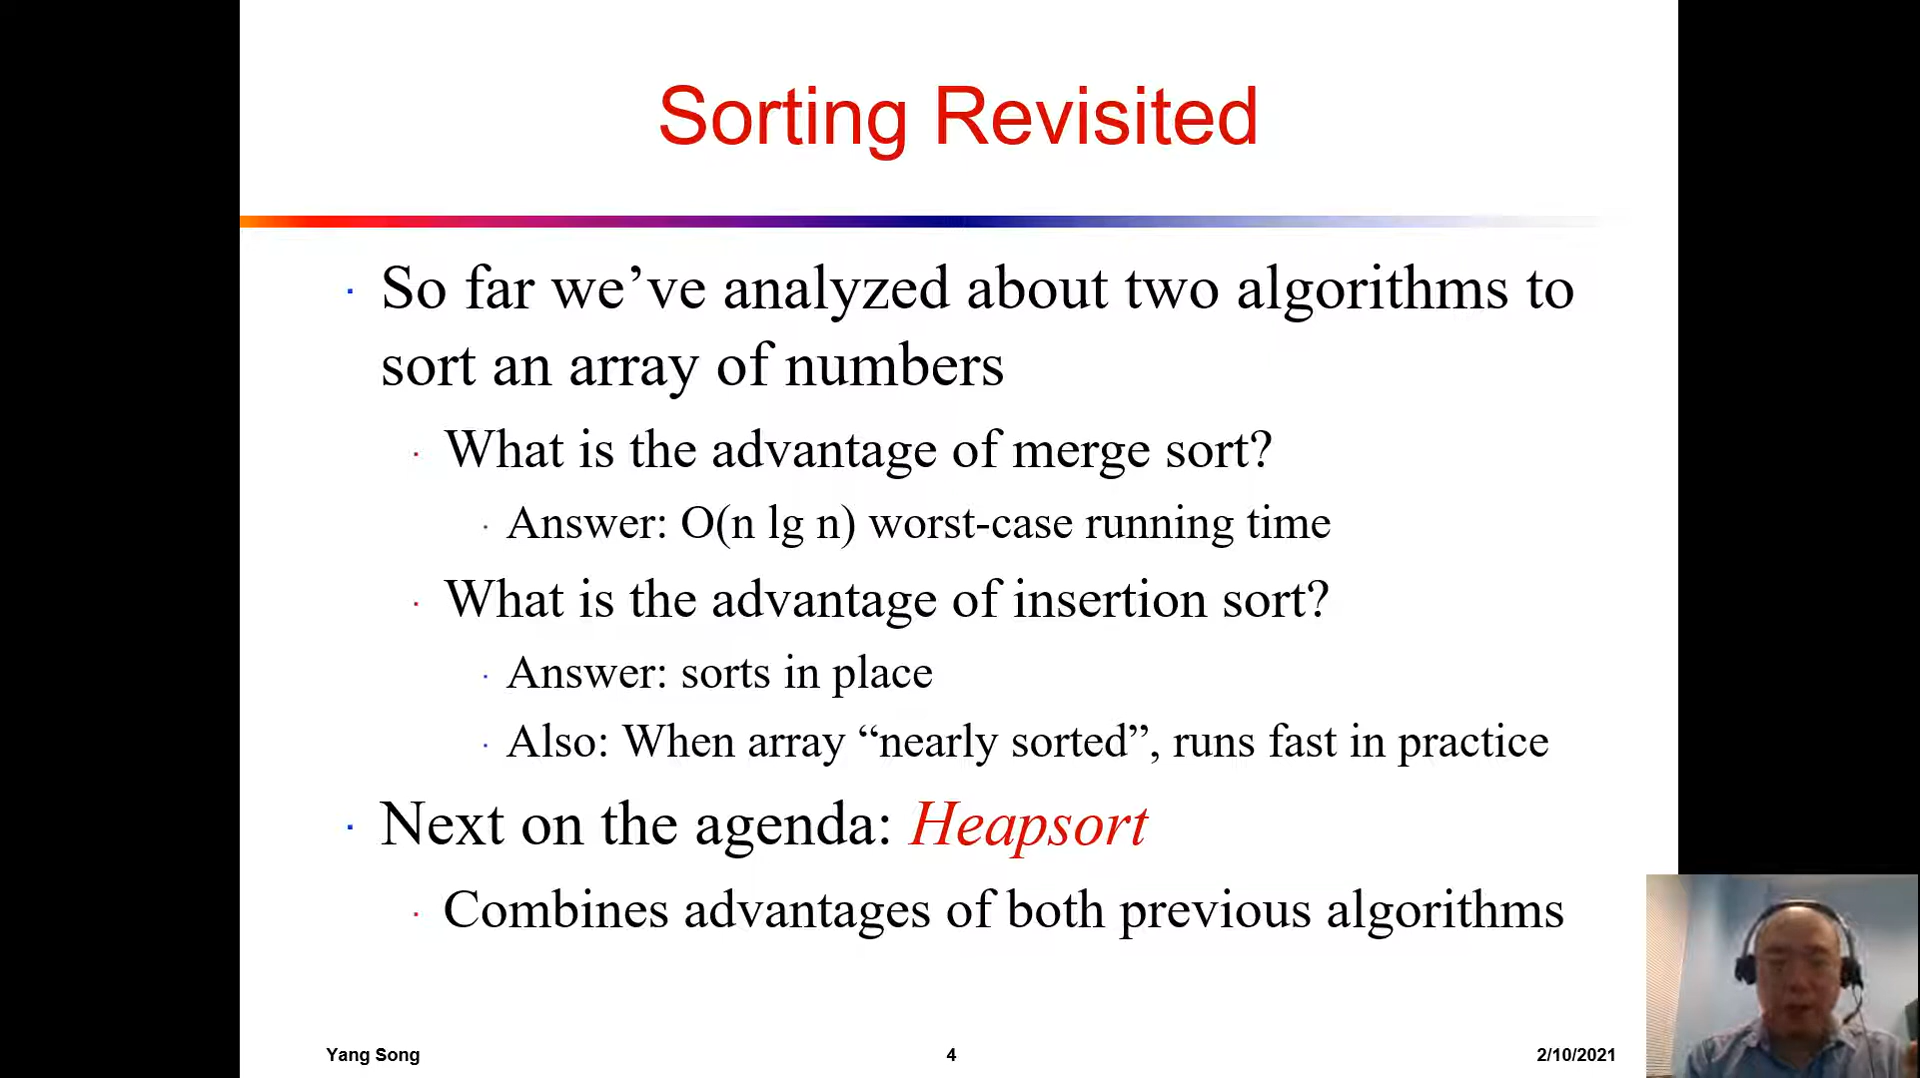 Sorting Revisited
· So far we’ve analyzed about two algorithms to
sort an array of numbers
· What is the advantage of merge sort?
· Answer: O(n lg n) worst-case running time
· What is the advantage of insertion sort?
· Answer: sorts in place
· Also: When array “nearly sorted”, runs fast in practice
· Next on the agenda: Heapsort
· Combines advantages of both previous algorithms
Yang Song 4 2/10/2021